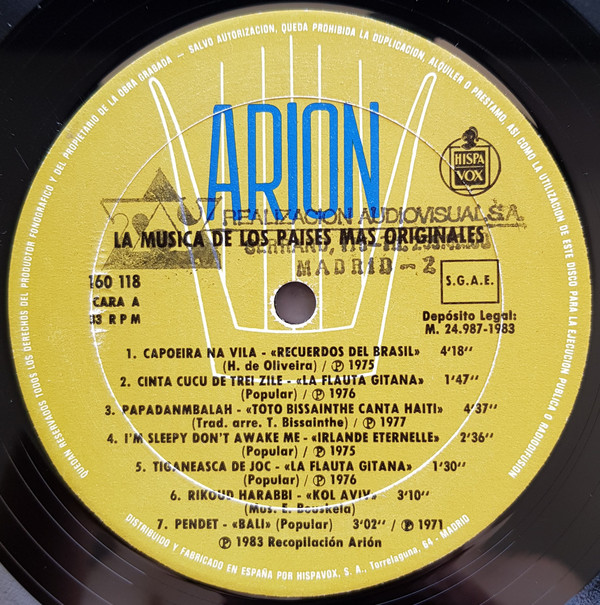 QUEDAN RESERVADOS TODOS LOS DERECHOS DEL PRODUCTOR FONOGRAFICO Y DEL PROPIETARIO DE LA OBRA GRABADA – SALVO AUTORIZACION, QUEDA PROHIBIDA LA DUPLICACION, ALQUILER O PRESTAMO, ASI COMO LA UTILIZACION DE ESTE DISCO PARA LA EJECUCION PUBLICA O RADIODIFUSION
ARION
HISPA
VOX
REALIZACION AUDIOVISUAL, S.A.
LA MUSICA DE LOS PAISES MAS ORIGINALES
MADRID-2
160 118
CARA A
33 RPM
S.G.A.E.
Depósito Legal:
M. 24.987-1983
1. CAPOEIRA NA VILA - «RECUERDOS DEL BRASIL» 4'18''
(H. de Oliveira) / ℗ 1975
2. CINTA CUCU DE TREI ZILE - «LA FLAUTA GITANA» 1'47''
(Popular) / ℗ 1976
3. PAPADANMBALAH - «TOTO BISSAINTHE CANTA HAITI» 4'37''
(Trad. arre. T. Bissainthe) / ℗ 1977
4. I'M SLEEPY DON'T AWAKE ME - «IRLANDE ETERNELLE» 2'36''
(Popular) / ℗ 1975
5. TIGANEASCA DE JOC - «LA FLAUTA GITANA» 1'30''
(Popular) / ℗ 1976
6. RIKOUD HARABBI - «KOL AVIV» 3'10''
(Mus. E. Bouskela)
7. PENDET - «BALI» (Popular) 3'02'' / ℗ 1971
℗ 1983 Recopilación Arión
DISTRIBUIDO Y FABRICADO EN ESPAÑA POR HISPAVOX, S. A., Torrelaguna, 64 - MADRID